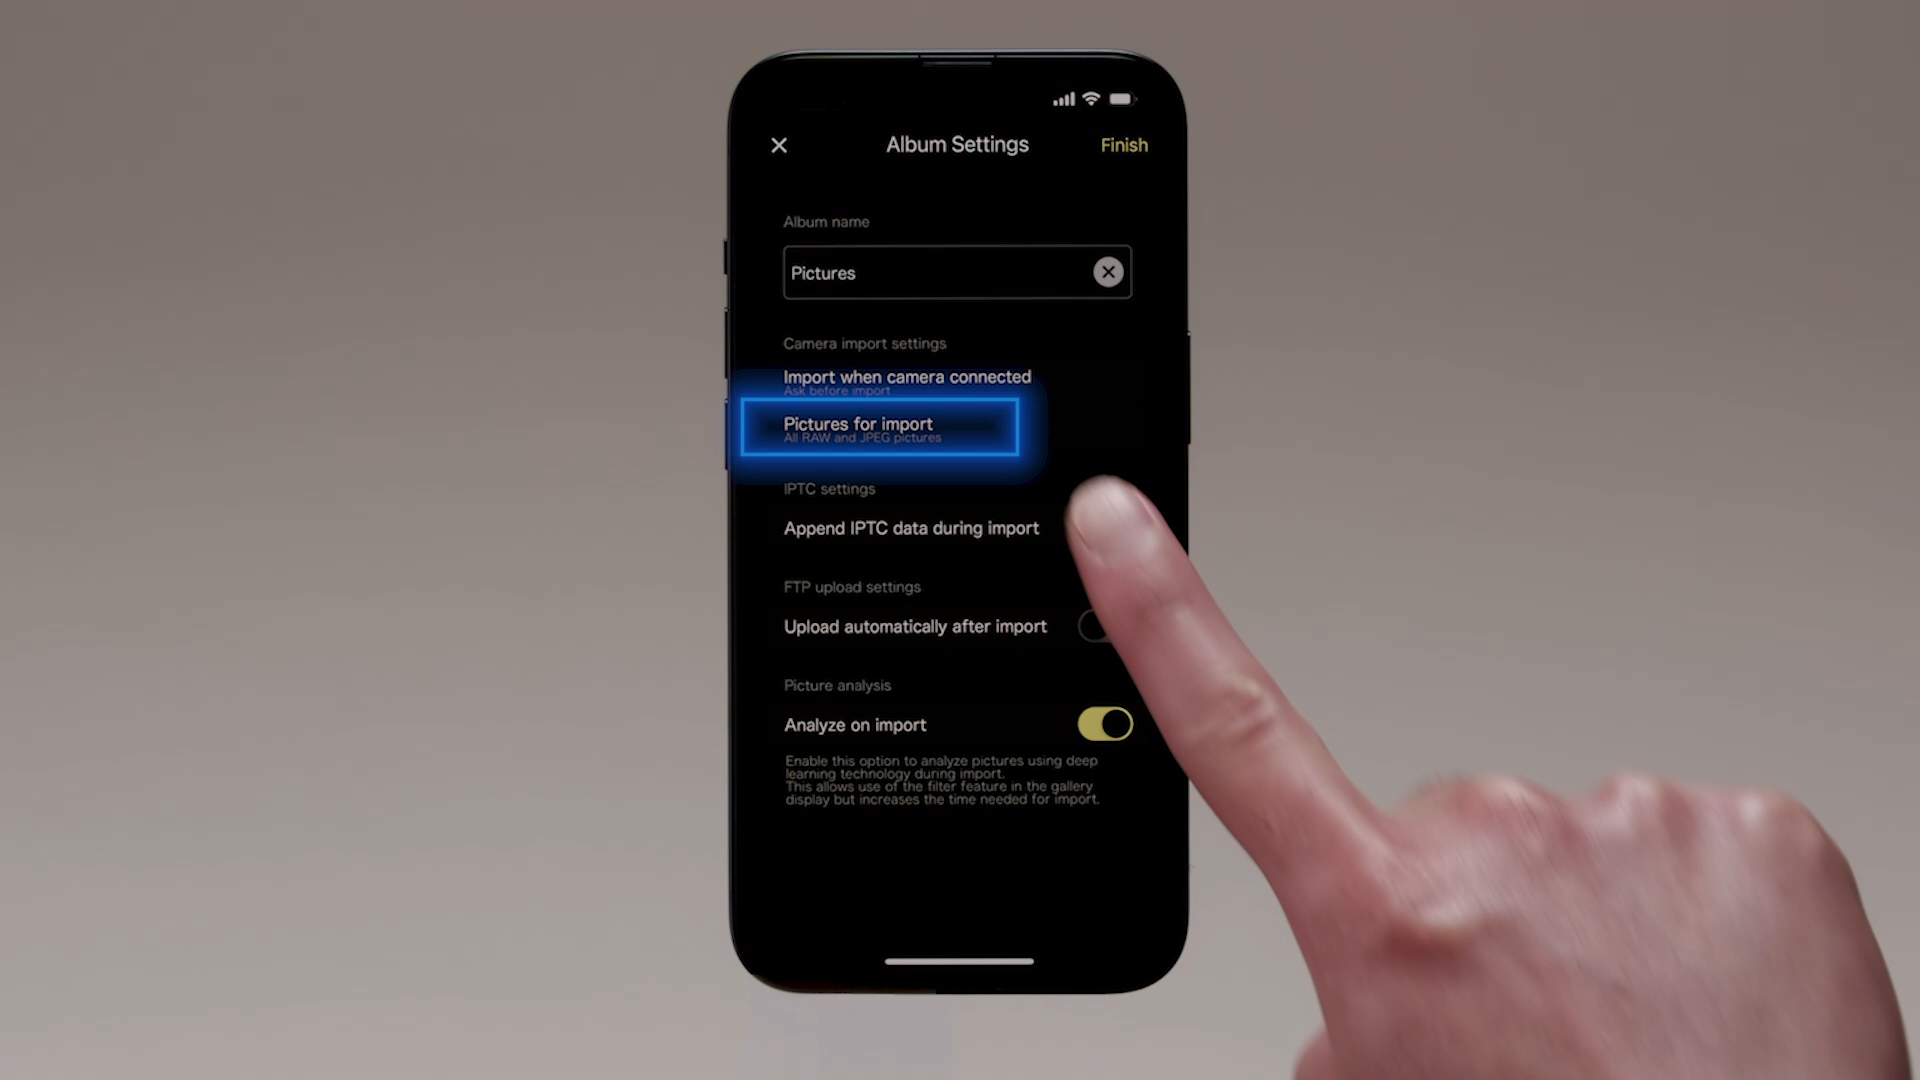 Album Settings
Finish
Album name
Pictures
Camera import settings
Import when camera connected
Ask before import
Pictures for import
All RAW and JPEG pictures
IPTC settings
Append IPTC data during import
FTP upload settings
Upload automatically after import
Picture analysis
Analyze on import
Enable this option to analyze pictures using deep
learning technology during import.
This allows use of the filter feature in the gallery
display but increases the time needed for import.